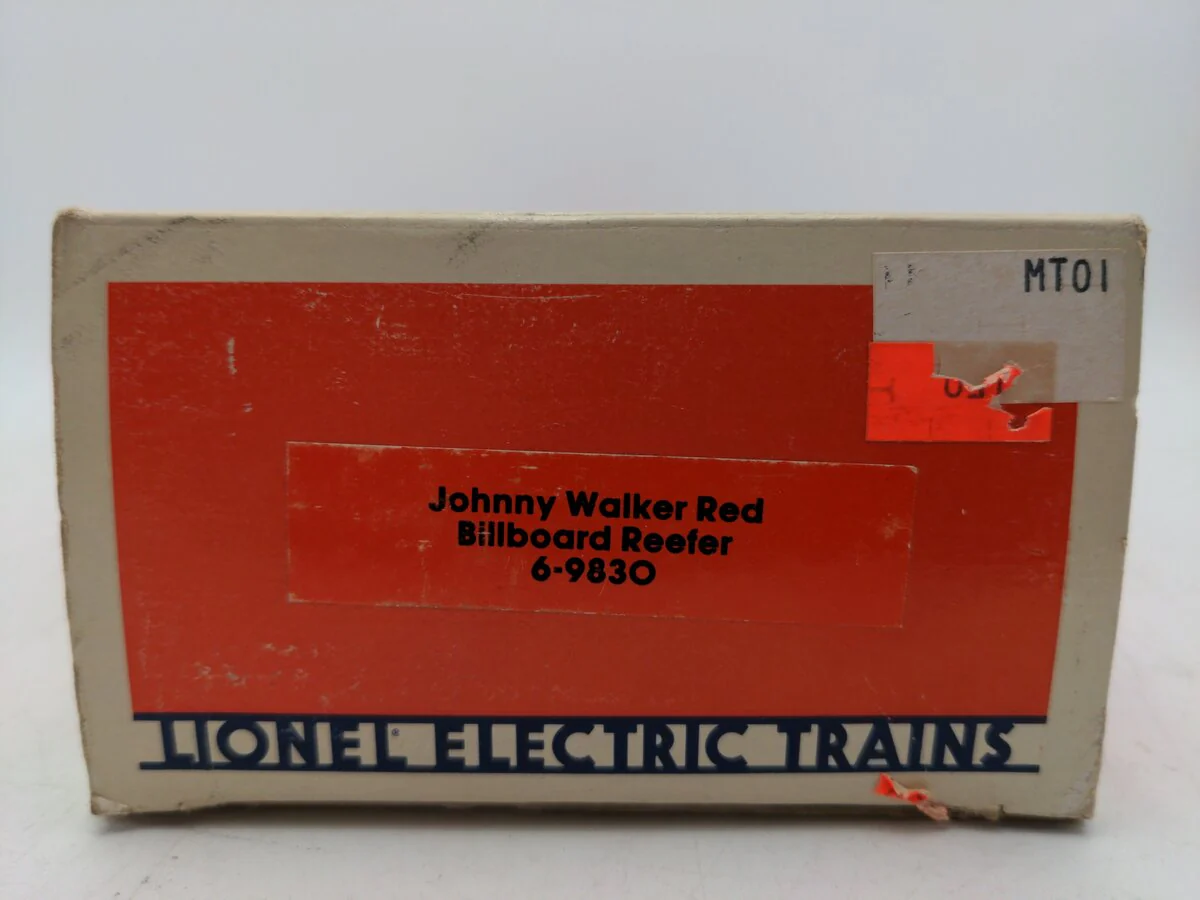 MT01
Johnny Walker Red
Billboard Reefer
6-9830
LIONEL® ELECTRIC TRAINS